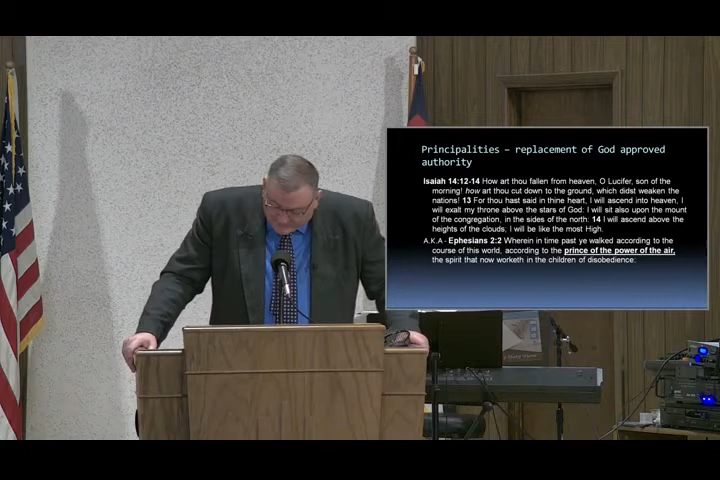 Principalities – replacement of God approved
authority
Isaiah 14:12-14 How art thou fallen from heaven, O Lucifer, son of the
morning! how art thou cut down to the ground, which didst weaken the
nations! 13 For thou hast said in thine heart, I will ascend into heaven, I
will exalt my throne above the stars of God: I will sit also upon the mount
of the congregation, in the sides of the north: 14 I will ascend above the
heights of the clouds; I will be like the most High.
A.K.A - Ephesians 2:2 Wherein in time past ye walked according to the
course of this world, according to the prince of the power of the air,
the spirit that now worketh in the children of disobedience: